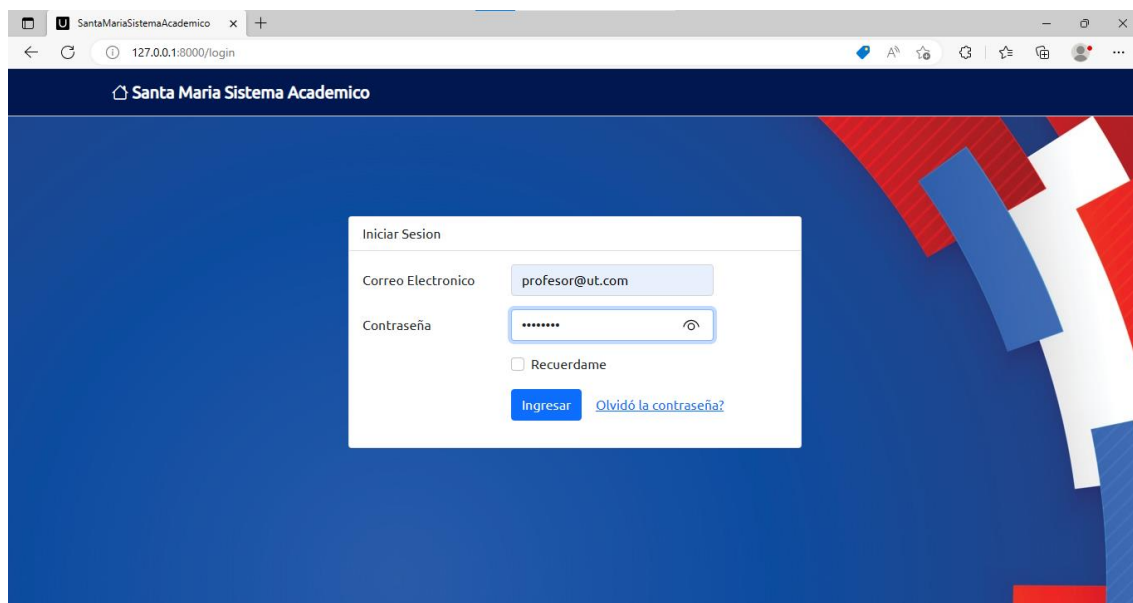 SantaMariaSistemaAcademico
127.0.0.1:8000/login
Santa Maria Sistema Academico
Iniciar Sesion
Correo Electronico profesor@ut.com
Contraseña ••••••••
Recuerdame
Ingresar Olvidó la contraseña?